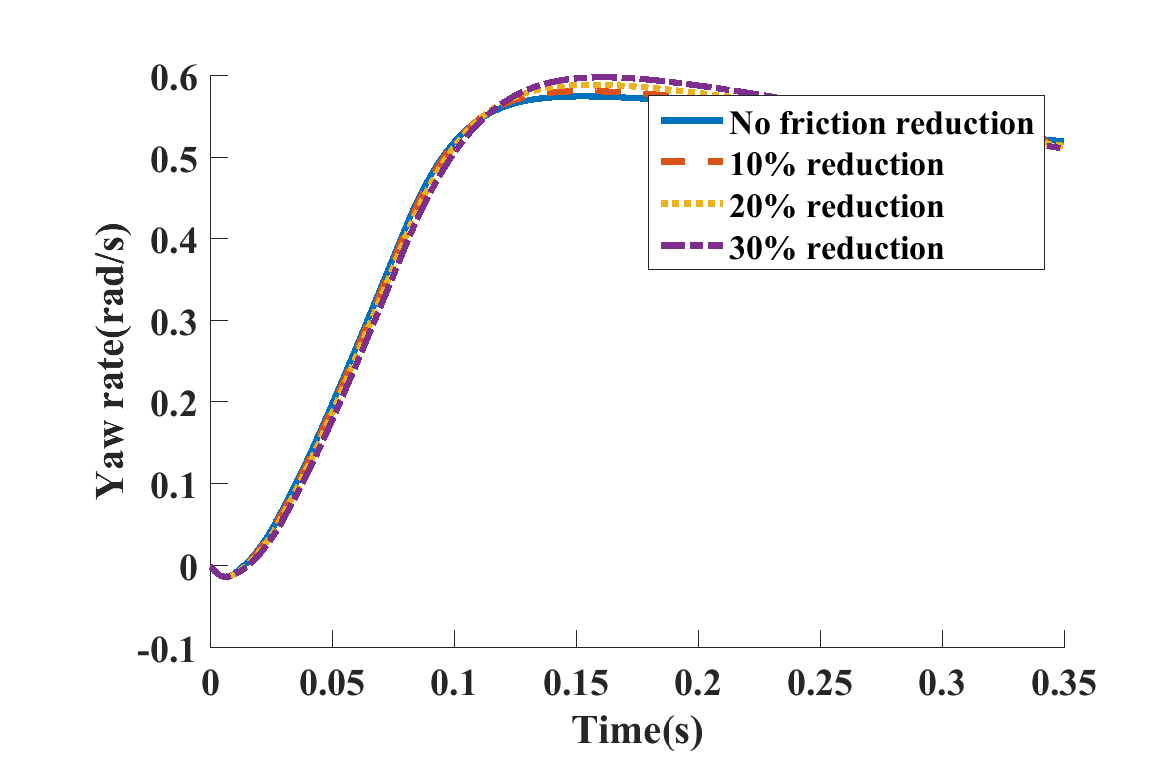 0.6
0.5
0.4
0.3
0.2
0.1
0
-0.1
Yaw rate(rad/s)
No friction reduction
10% reduction
20% reduction
30% reduction
0 0.05 0.1 0.15 0.2 0.25 0.3 0.35
Time(s)